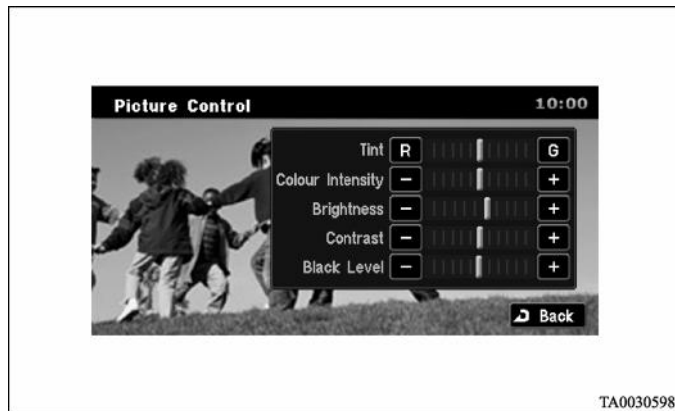 Picture Control 10:00
Tint R G
Colour Intensity − +
Brightness − +
Contrast − +
Black Level − +
Back
TA0030598